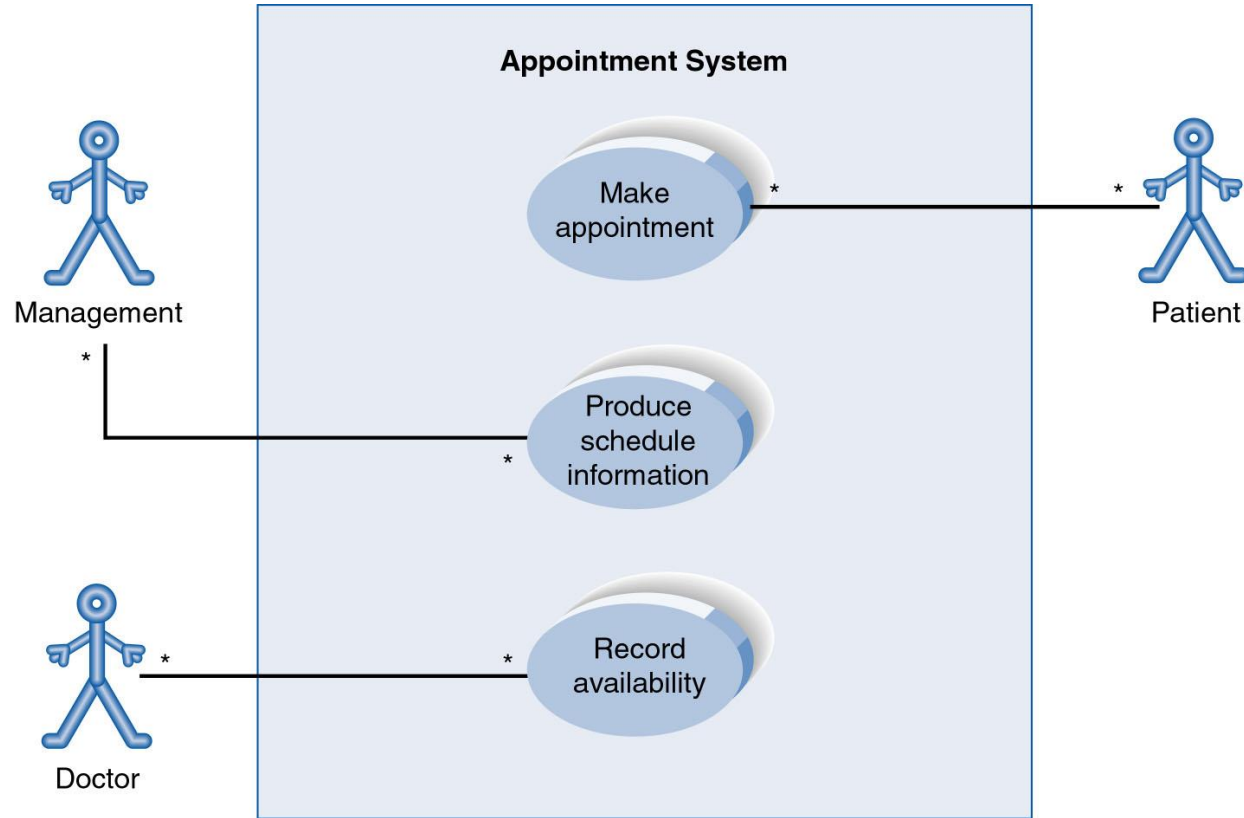 Appointment System
Make
appointment
*
*
Management
Patient
*
Produce
schedule
information
*
Record
availability
*
*
Doctor